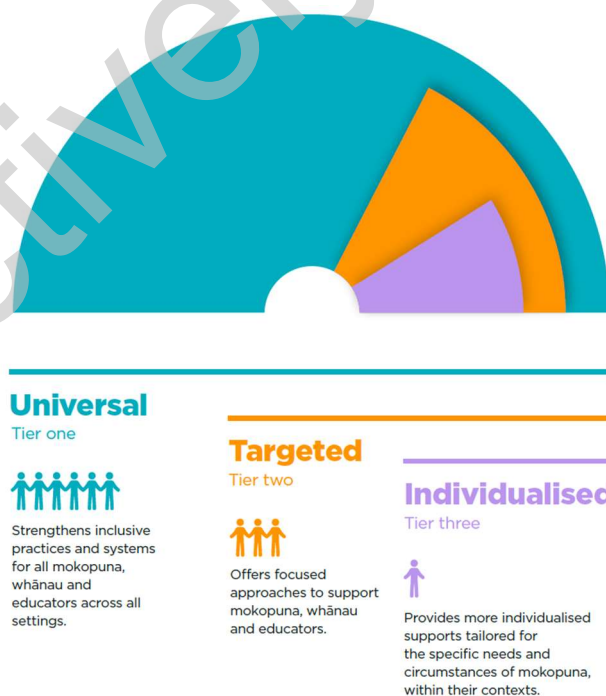 Universal
Tier one
Strengthens inclusive
practices and systems
for all mokopuna,
whānau and
educators across all
settings.
Targeted
Tier two
Offers focused
approaches to support
mokopuna, whānau
and educators.
Individualised
Tier three
Provides more individualised
supports tailored for
the specific needs and
circumstances of mokopuna,
within their contexts.